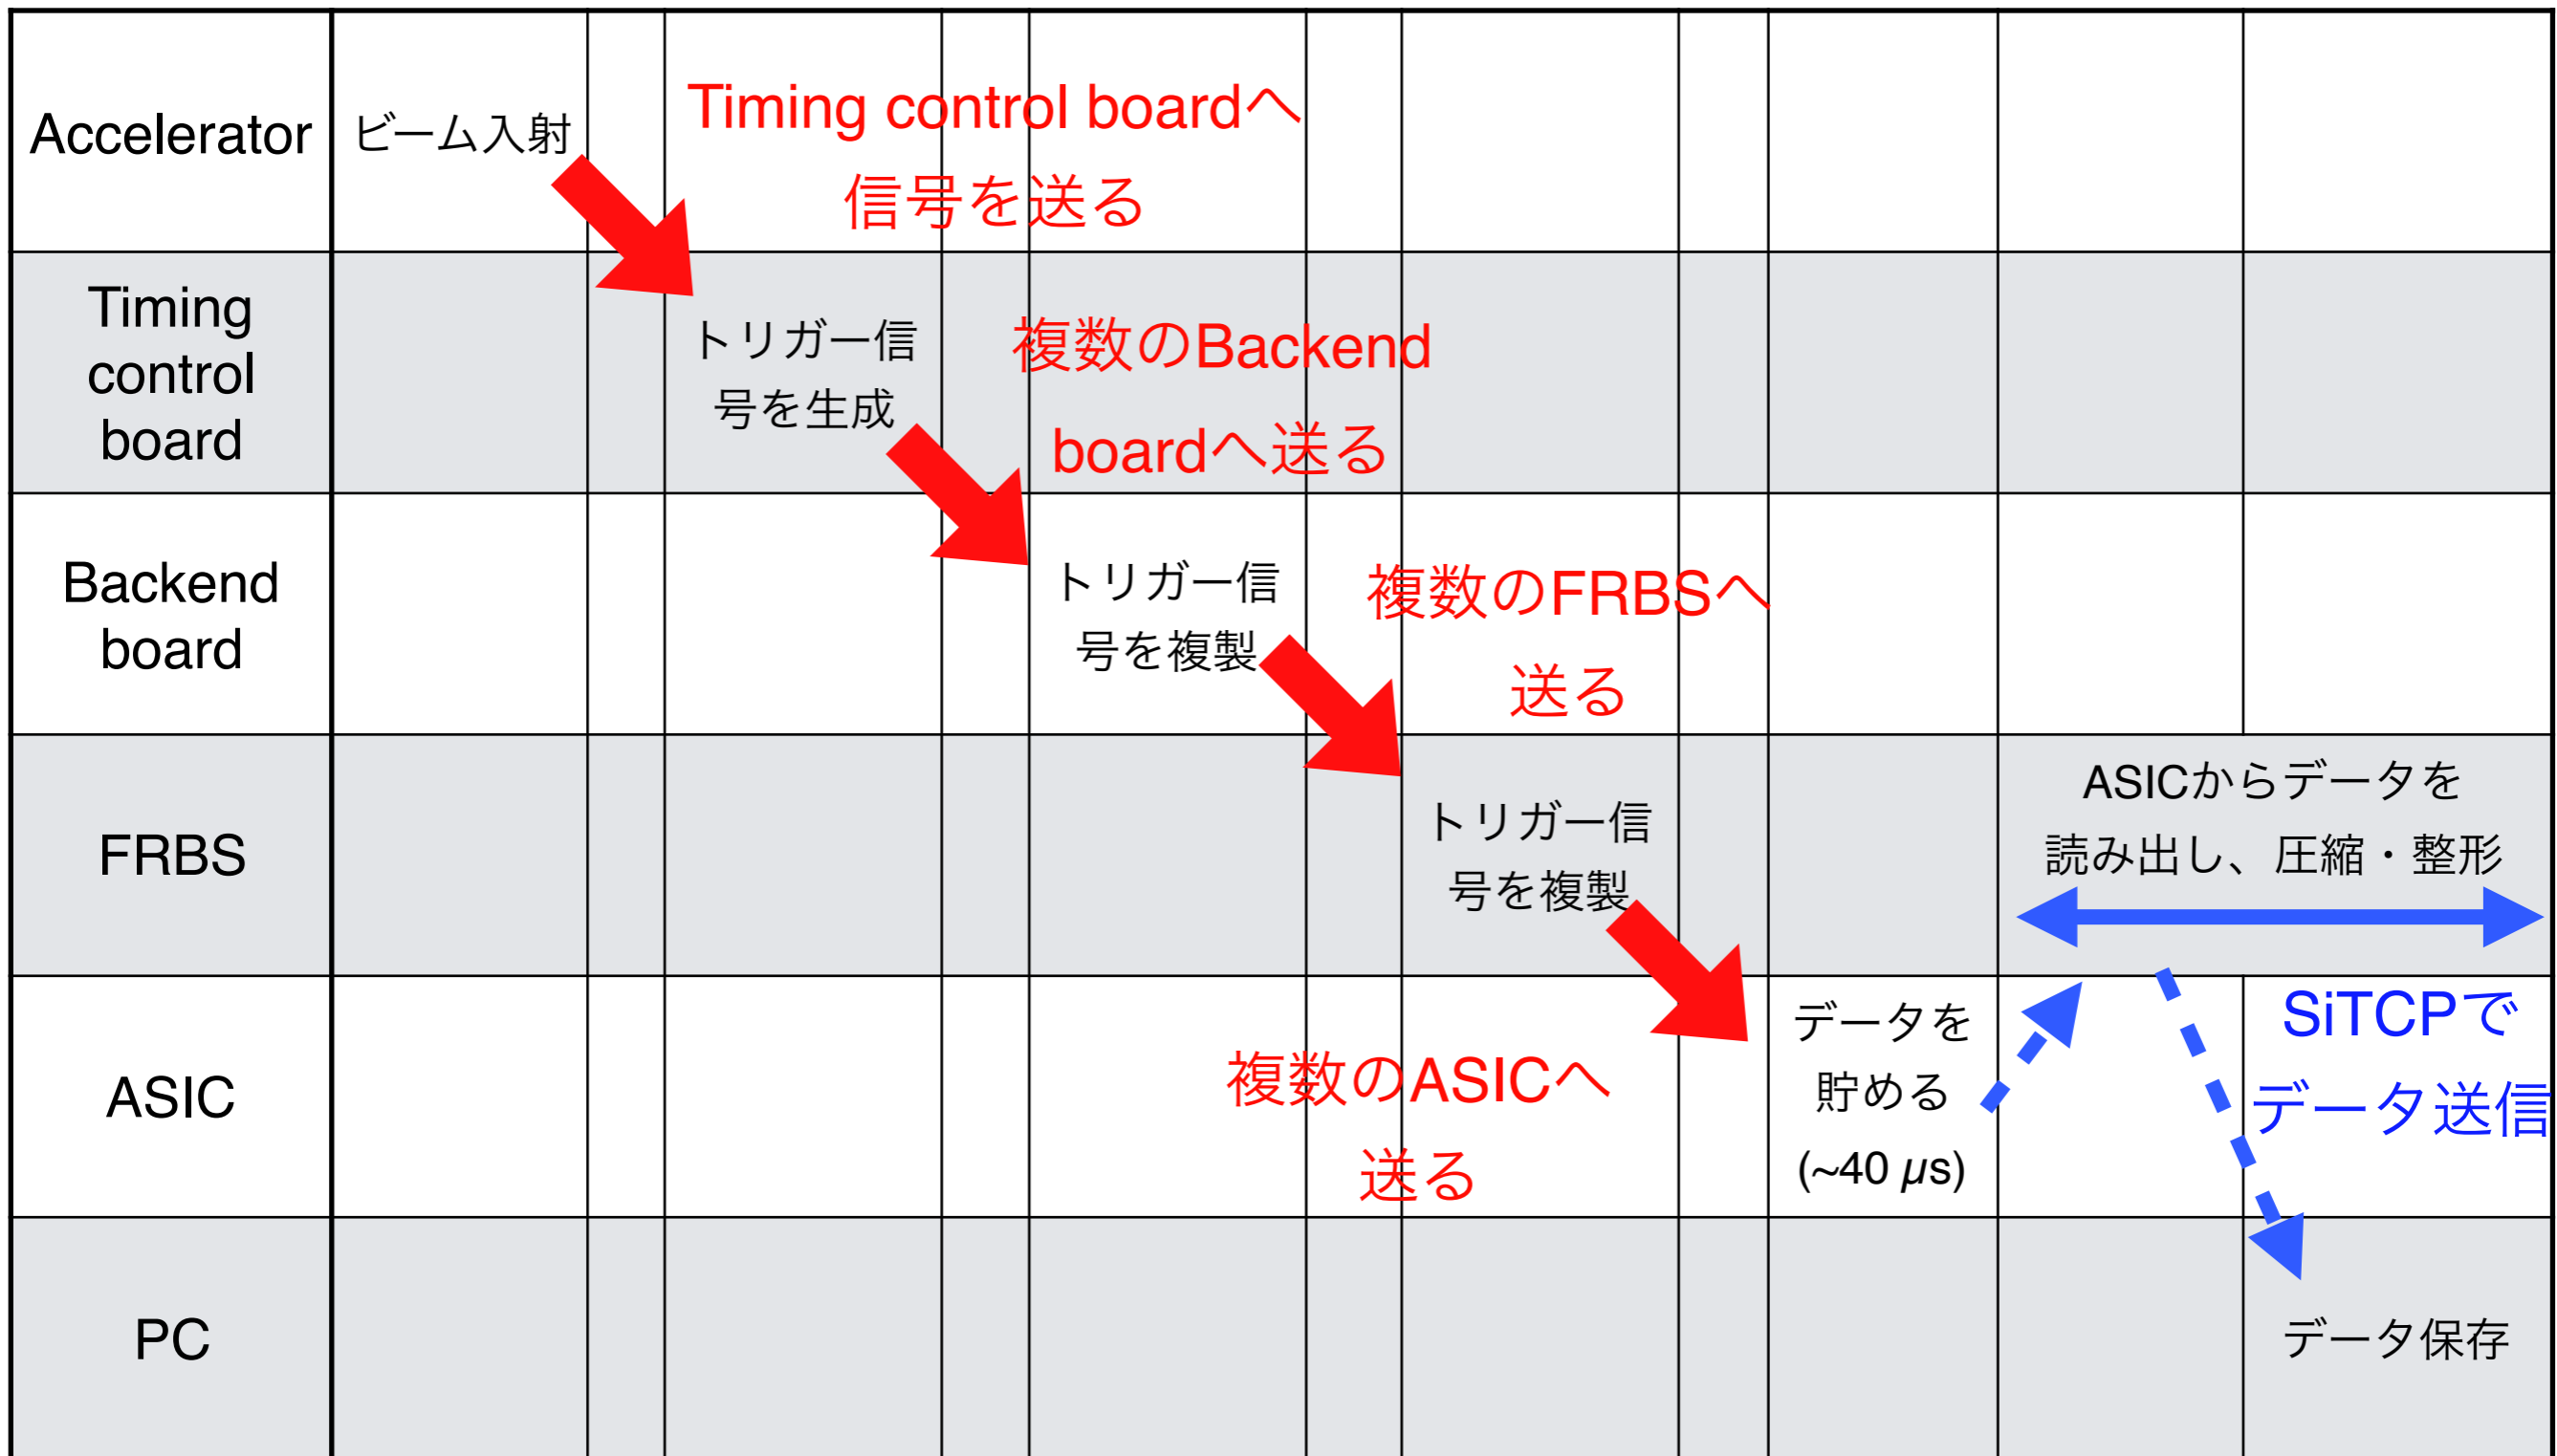 Accelerator
ビーム入射
Timing control boardへ
信号を送る
Timing
control
board
トリガー信
号を生成
複数のBackend
boardへ送る
Backend
board
トリガー信
号を複製
複数のFRBSへ
送る
FRBS
トリガー信
号を複製
ASICからデータを
読み出し、圧縮・整形
ASIC
複数のASICへ
送る
データを
貯める
(~40 μs)
SiTCPで
データ送信
PC
データ保存